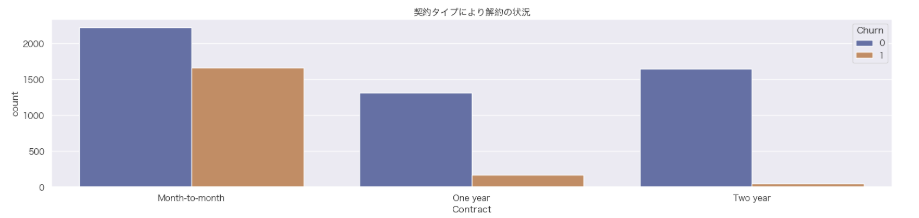 契約タイプにより解約の状況
Churn
0
1
2000
1500
1000
500
0
count
Month-to-month
One year
Two year
Contract